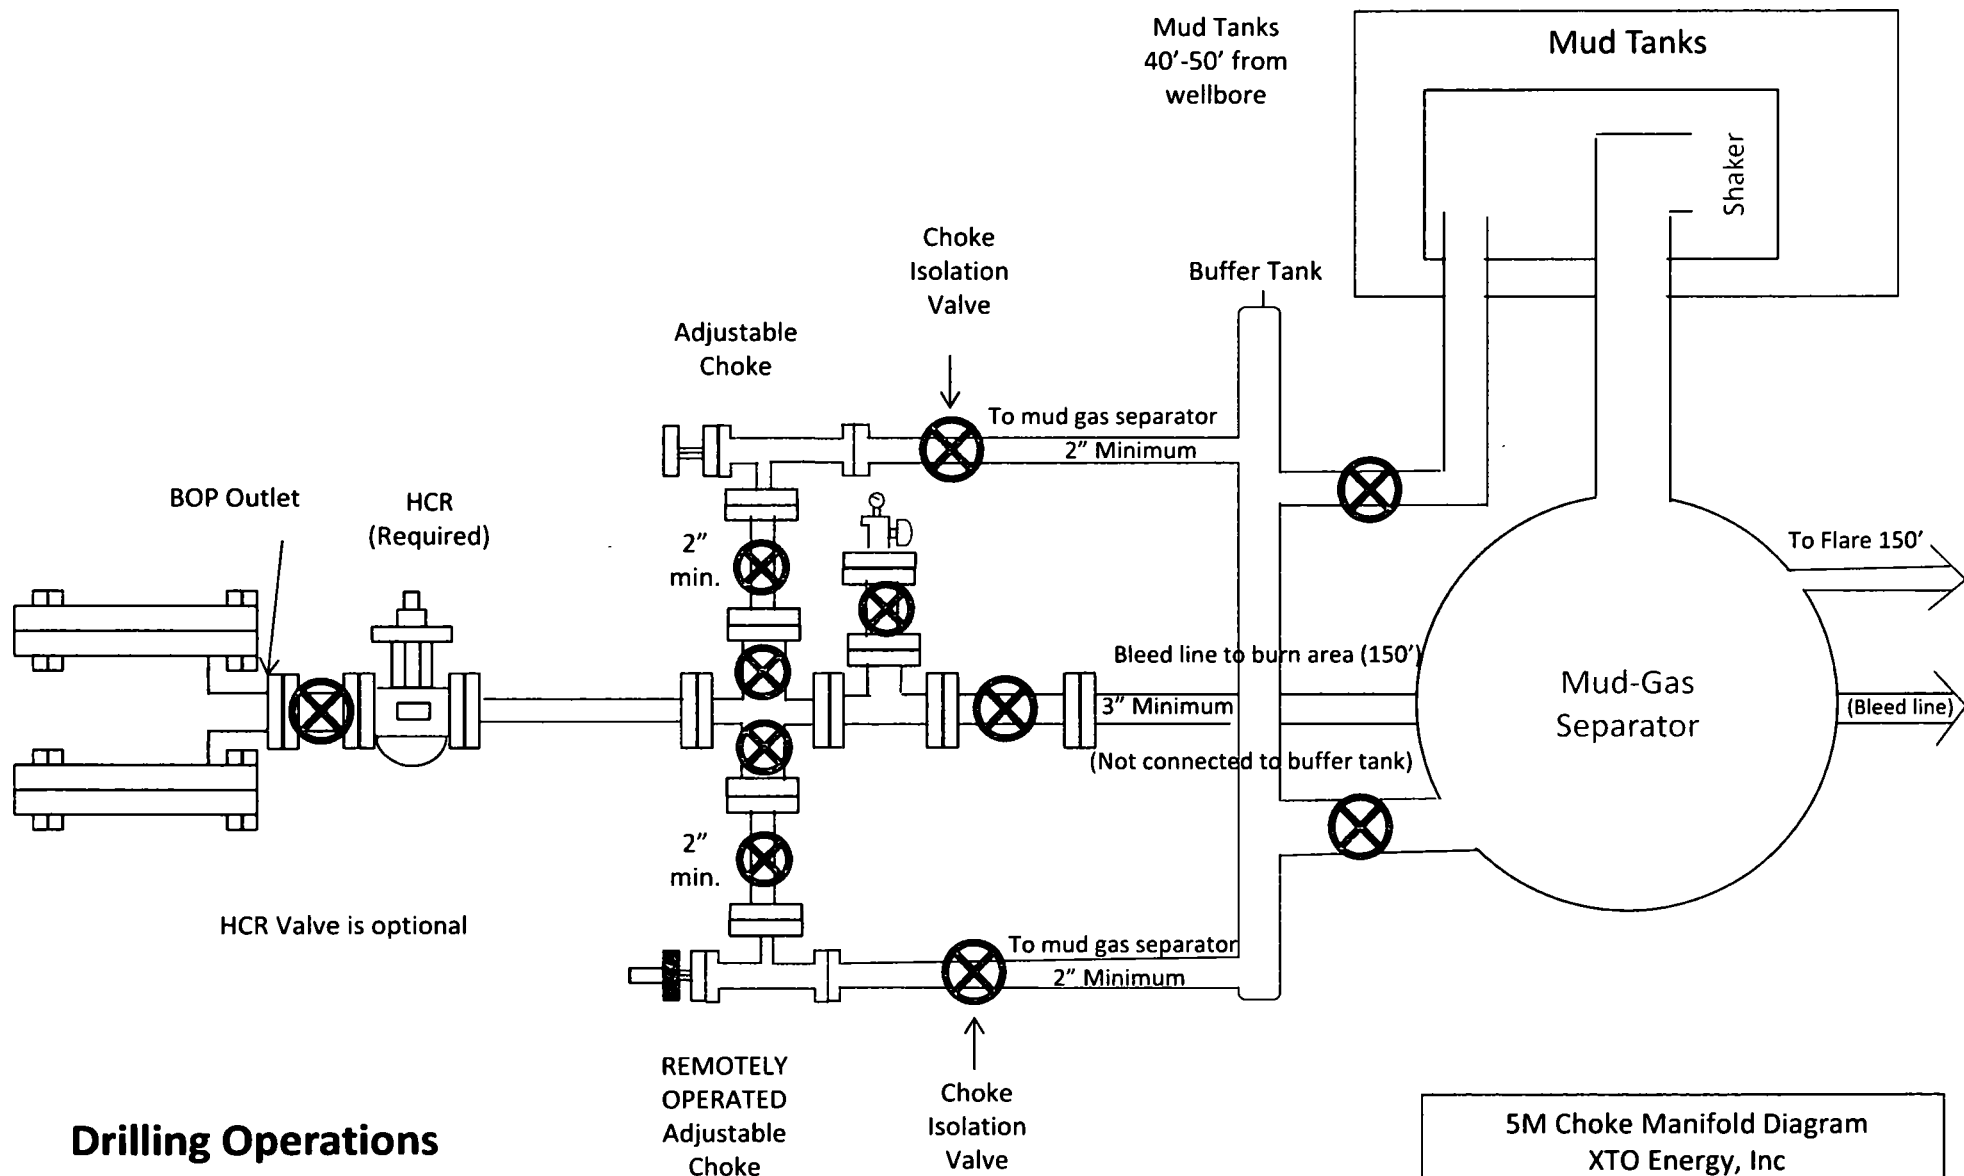 Mud Tanks
40'-50' from
wellbore
Mud Tanks
Shaker
Choke
Isolation
Valve
Buffer Tank
Adjustable
Choke
To mud gas separator
2” Minimum
BOP Outlet
HCR
(Required)
2”
min.
To Flare 150'
Bleed line to burn area (150')
3” Minimum
(Not connected to buffer tank)
Mud-Gas
Separator
(Bleed line)
2”
min.
HCR Valve is optional
To mud gas separator
2” Minimum
REMOTELY
OPERATED
Adjustable
Choke
Choke
Isolation
Valve
Drilling Operations
5M Choke Manifold Diagram
XTO Energy, Inc